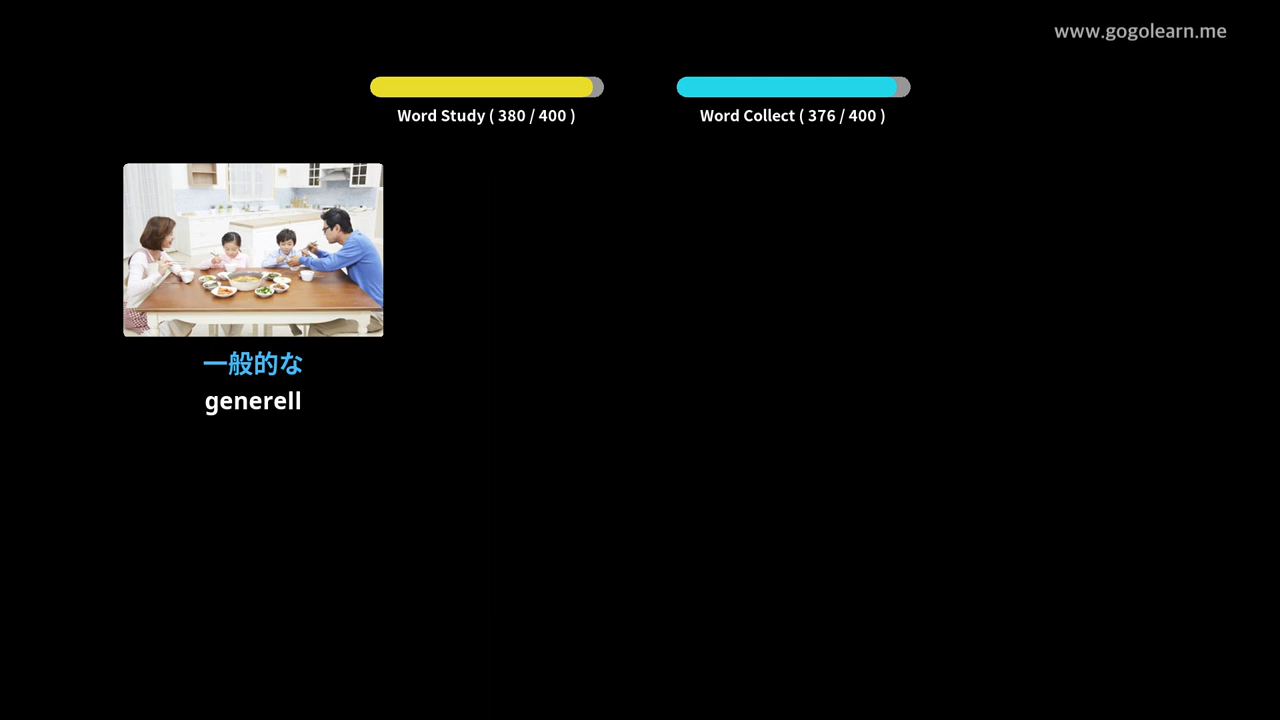 www.gogolearn.me
Word Study ( 380 / 400 )
Word Collect ( 376 / 400 )
一般的な
generell